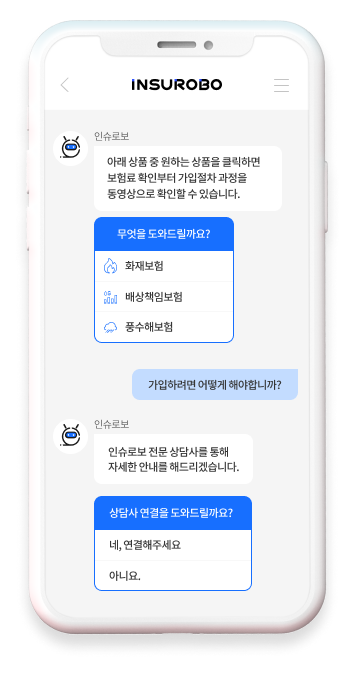 INSUROBO
인슈로보
아래 상품 중 원하는 상품을 클릭하면
보험료 확인부터 가입절차 과정을
동영상으로 확인할 수 있습니다.
무엇을 도와드릴까요?
화재보험
배상책임보험
풍수해보험
가입하려면 어떻게 해야합니까?
인슈로보
인슈로보 전문 상담사를 통해
자세한 안내를 해드리겠습니다.
상담사 연결을 도와드릴까요?
네, 연결해주세요
아니요.